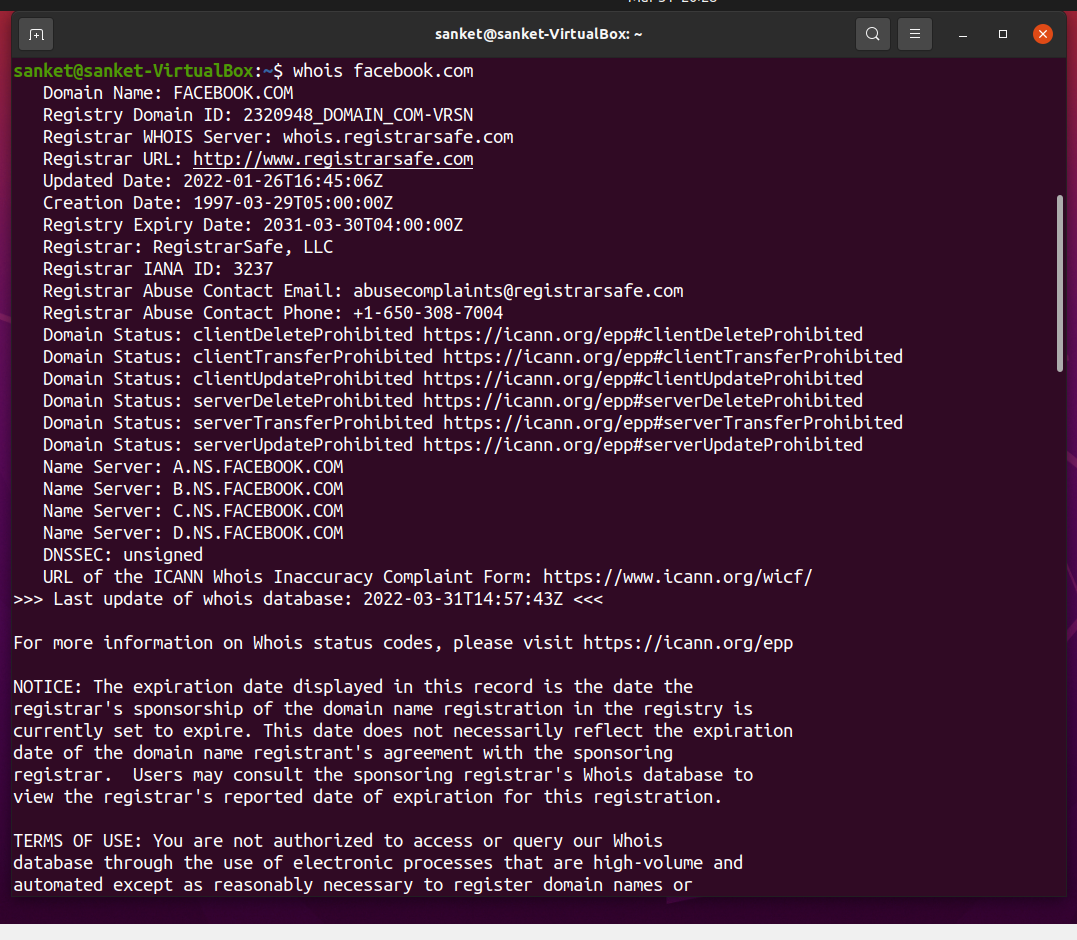 sanket@sanket-VirtualBox: ~
sanket@sanket-VirtualBox:~$ whois facebook.com
   Domain Name: FACEBOOK.COM
   Registry Domain ID: 2320948_DOMAIN_COM-VRSN
   Registrar WHOIS Server: whois.registrarsafe.com
   Registrar URL: http://www.registrarsafe.com
   Updated Date: 2022-01-26T16:45:06Z
   Creation Date: 1997-03-29T05:00:00Z
   Registry Expiry Date: 2031-03-30T04:00:00Z
   Registrar: RegistrarSafe, LLC
   Registrar IANA ID: 3237
   Registrar Abuse Contact Email: abusecomplaints@registrarsafe.com
   Registrar Abuse Contact Phone: +1-650-308-7004
   Domain Status: clientDeleteProhibited https://icann.org/epp#clientDeleteProhibited
   Domain Status: clientTransferProhibited https://icann.org/epp#clientTransferProhibited
   Domain Status: clientUpdateProhibited https://icann.org/epp#clientUpdateProhibited
   Domain Status: serverDeleteProhibited https://icann.org/epp#serverDeleteProhibited
   Domain Status: serverTransferProhibited https://icann.org/epp#serverTransferProhibited
   Domain Status: serverUpdateProhibited https://icann.org/epp#serverUpdateProhibited
   Name Server: A.NS.FACEBOOK.COM
   Name Server: B.NS.FACEBOOK.COM
   Name Server: C.NS.FACEBOOK.COM
   Name Server: D.NS.FACEBOOK.COM
   DNSSEC: unsigned
   URL of the ICANN Whois Inaccuracy Complaint Form: https://www.icann.org/wicf/
>>> Last update of whois database: 2022-03-31T14:57:43Z <<<
For more information on Whois status codes, please visit https://icann.org/epp
NOTICE: The expiration date displayed in this record is the date the
registrar's sponsorship of the domain name registration in the registry is
currently set to expire. This date does not necessarily reflect the expiration
date of the domain name registrant's agreement with the sponsoring
registrar.  Users may consult the sponsoring registrar's Whois database to
view the registrar's reported date of expiration for this registration.
TERMS OF USE: You are not authorized to access or query our Whois
database through the use of electronic processes that are high-volume and
automated except as reasonably necessary to register domain names or